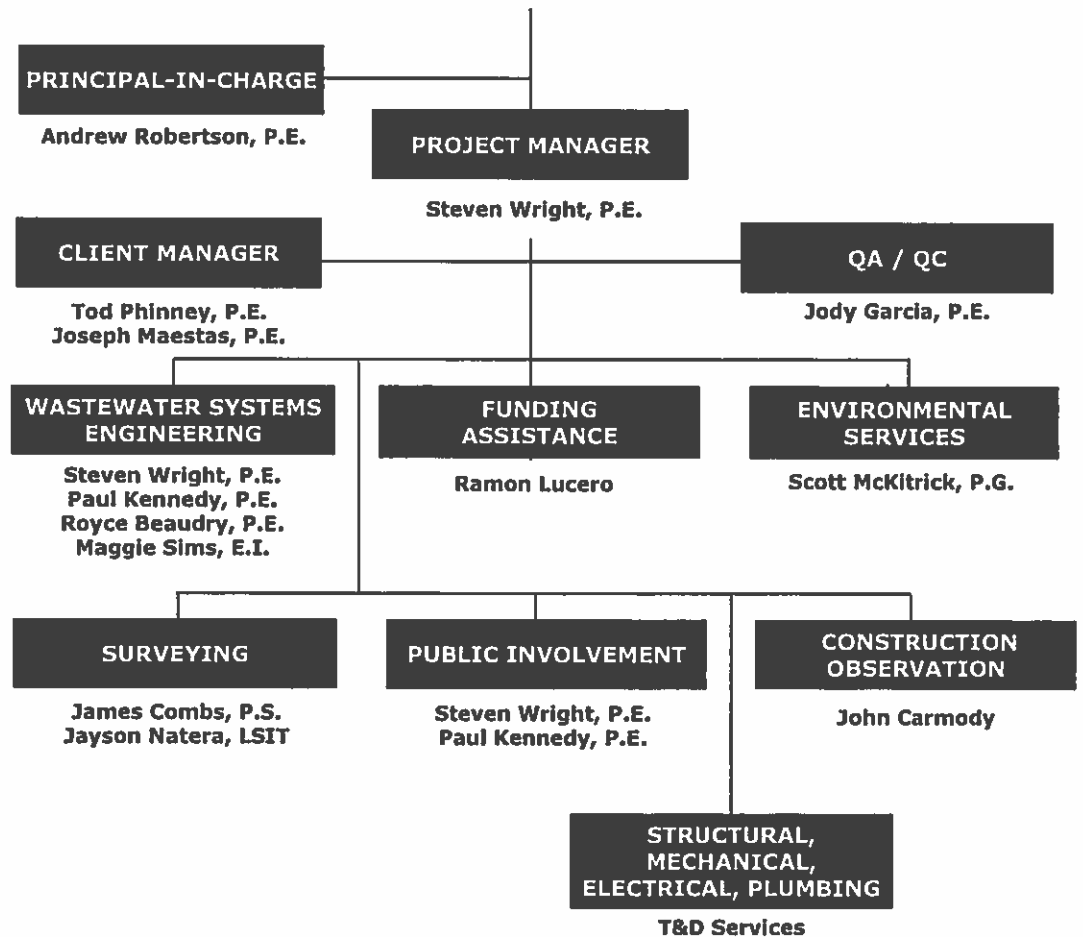 PRINCIPAL-IN-CHARGE
Andrew Robertson, P.E.
PROJECT MANAGER
Steven Wright, P.E.
CLIENT MANAGER
Tod Phinney, P.E.
Joseph Maestas, P.E.
QA / QC
Jody Garcia, P.E.
WASTEWATER SYSTEMS
ENGINEERING
Steven Wright, P.E.
Paul Kennedy, P.E.
Royce Beaudry, P.E.
Maggie Sims, E.I.
FUNDING
ASSISTANCE
Ramon Lucero
ENVIRONMENTAL
SERVICES
Scott McKitrick, P.G.
SURVEYING
James Combs, P.S.
Jayson Natera, LSIT
PUBLIC INVOLVEMENT
Steven Wright, P.E.
Paul Kennedy, P.E.
CONSTRUCTION
OBSERVATION
John Carmody
STRUCTURAL,
MECHANICAL,
ELECTRICAL, PLUMBING
T&D Services